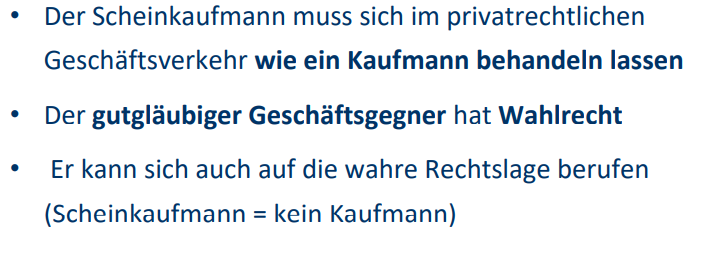 • Der Scheinkaufmann muss sich im privatrechtlichen
Geschäftsverkehr wie ein Kaufmann behandeln lassen
• Der gutgläubiger Geschäftsgegner hat Wahlrecht
• Er kann sich auch auf die wahre Rechtslage berufen
(Scheinkaufmann = kein Kaufmann)